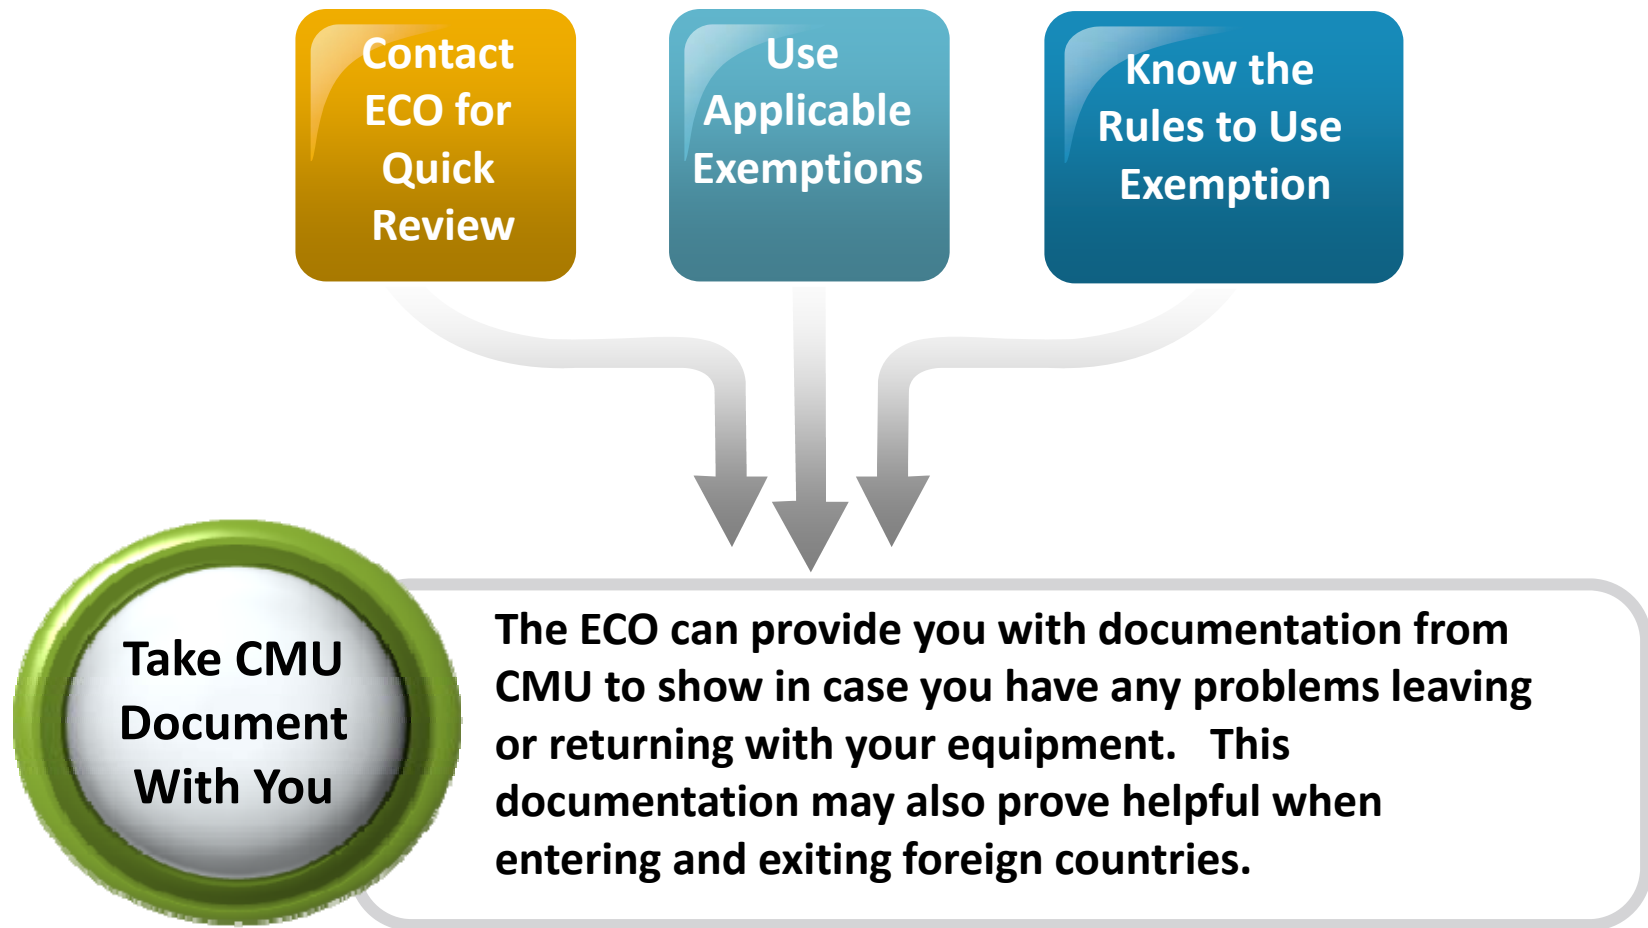 Contact
ECO for
Quick
Review
Use
Applicable
Exemptions
Know the
Rules to Use
Exemption
Take CMU
Document
With You
The ECO can provide you with documentation from
CMU to show in case you have any problems leaving
or returning with your equipment.   This
documentation may also prove helpful when
entering and exiting foreign countries.